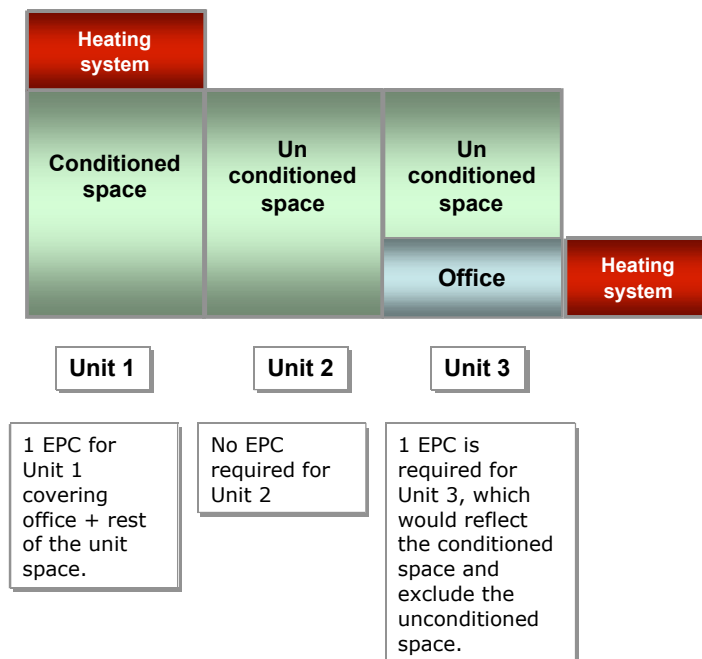 Heating
system
Conditioned
space
Un
conditioned
space
Un
conditioned
space
Office
Heating
system
Unit 1
Unit 2
Unit 3
1 EPC for
Unit 1
covering
office + rest
of the unit
space.
No EPC
required for
Unit 2
1 EPC is
required for
Unit 3, which
would reflect
the conditioned
space and
exclude the
unconditioned
space.